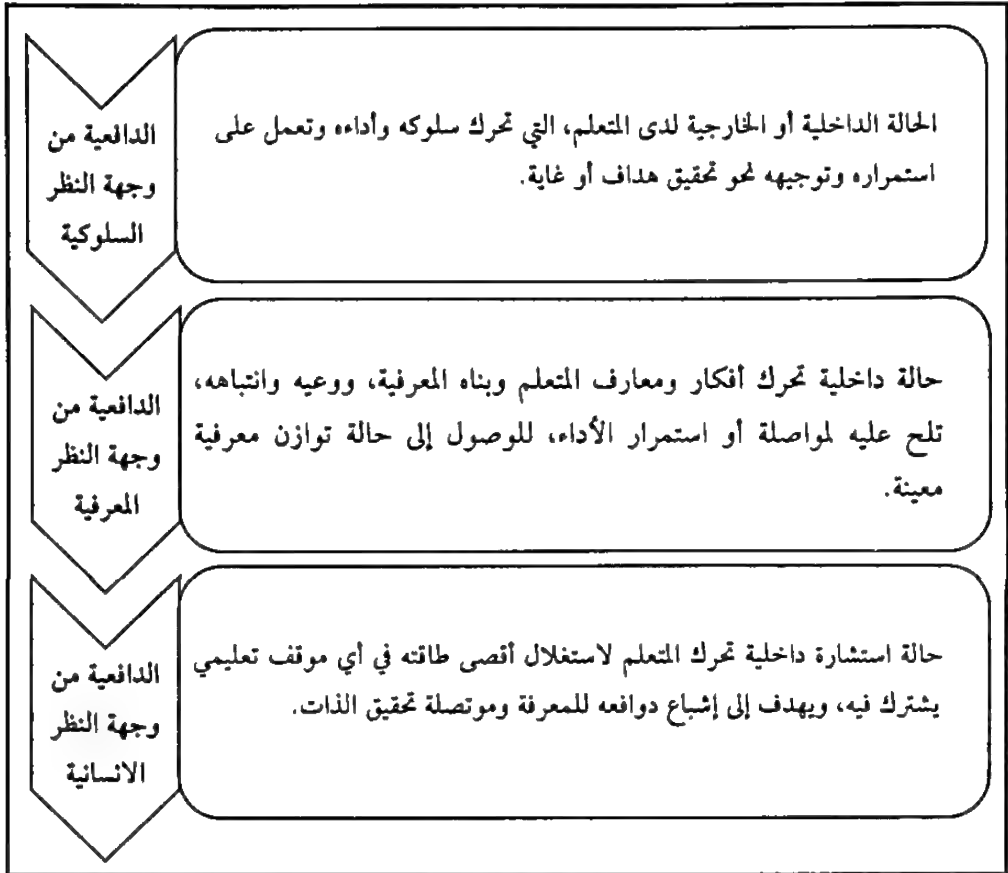 الدافعية من
وجهة النظر
السلوكية
الحالة الداخلية أو الخارجية لدى المتعلم، التي تحرك سلوكه وأداءه وتعمل على
استمراره وتوجيهه نحو تحقيق هداف أو غاية.
الدافعية من
وجهة النظر
المعرفية
حالة داخلية تحرك أفكار ومعارف المتعلم وبناه المعرفية، ووعيه وانتباهه،
تلح عليه لمواصلة أو استمرار الأداء، للوصول إلى حالة توازن معرفية
معينة.
الدافعية من
وجهة النظر
الانسانية
حالة استشارة داخلية تحرك المتعلم لاستغلال أقصى طاقته في أي موقف تعليمي
يشترك فيه، ويهدف إلى إشباع دوافعه للمعرفة وموتصلة تحقيق الذات.